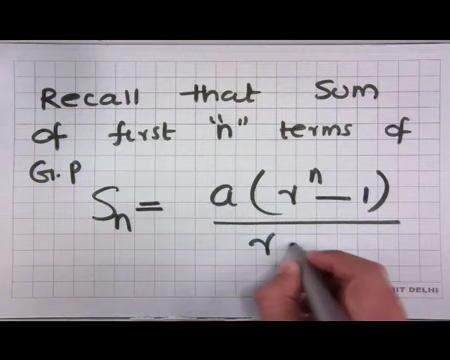 Recall that Sum
of first "n" terms of
G.P
Sn = a(r^n - 1)
r
IIT DELHI